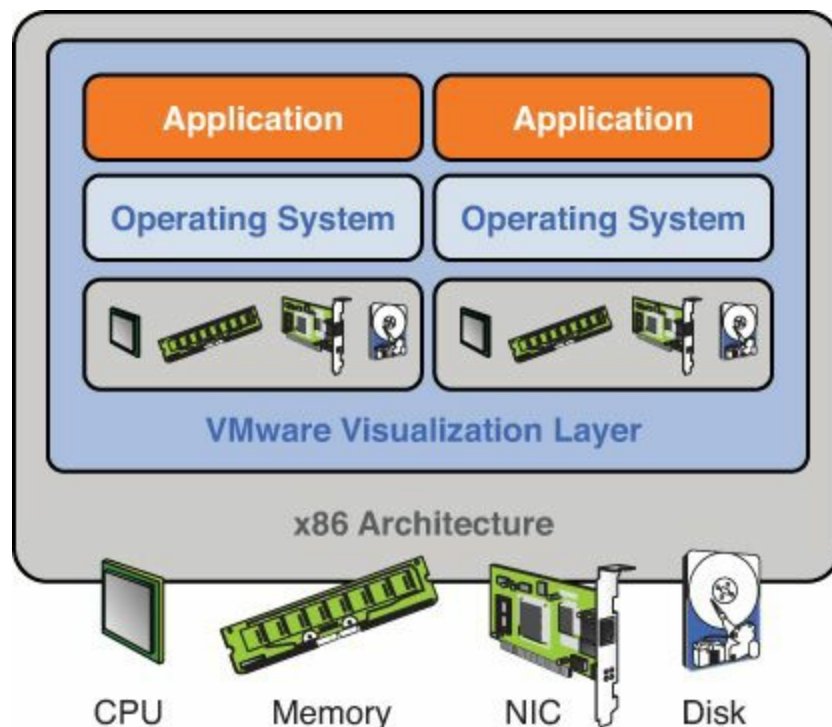 Application Application
Operating System Operating System
VMware Visualization Layer
x86 Architecture
CPU Memory NIC Disk